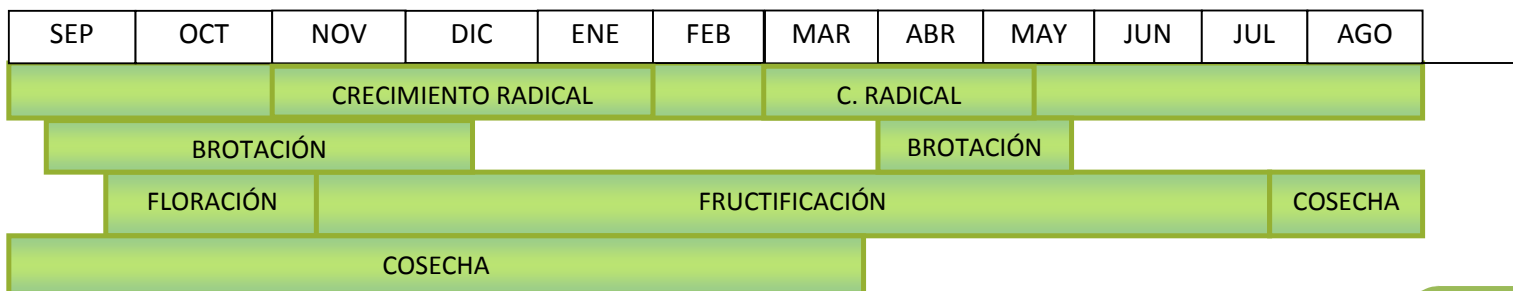 SEP OCT NOV DIC ENE FEB MAR ABR MAY JUN JUL AGO
CRECIMIENTO RADICAL C. RADICAL
BROTACIÓN BROTACIÓN
FLORACIÓN FRUCTIFICACIÓN COSECHA
COSECHA